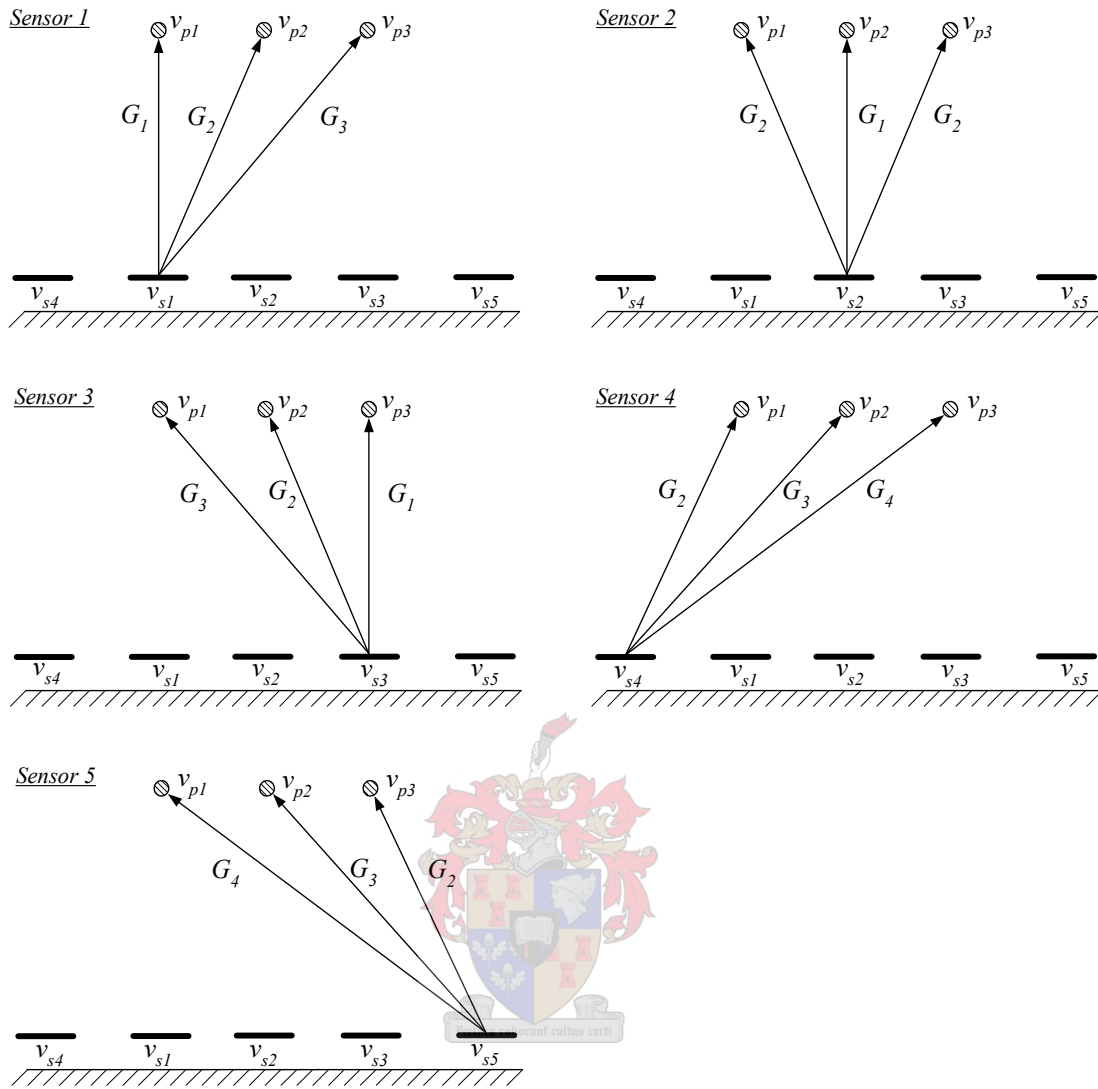 Sensor 1
v_p1 v_p2 v_p3
G_1 G_2 G_3
v_s4 v_s1 v_s2 v_s3 v_s5
Sensor 2
v_p1 v_p2 v_p3
G_2 G_1 G_2
v_s4 v_s1 v_s2 v_s3 v_s5
Sensor 3
v_p1 v_p2 v_p3
G_3 G_2 G_1
v_s4 v_s1 v_s2 v_s3 v_s5
Sensor 4
v_p1 v_p2 v_p3
G_2 G_3 G_4
v_s4 v_s1 v_s2 v_s3 v_s5
Sensor 5
v_p1 v_p2 v_p3
G_4 G_3 G_2
v_s4 v_s1 v_s2 v_s3 v_s5
roborant cultus recti